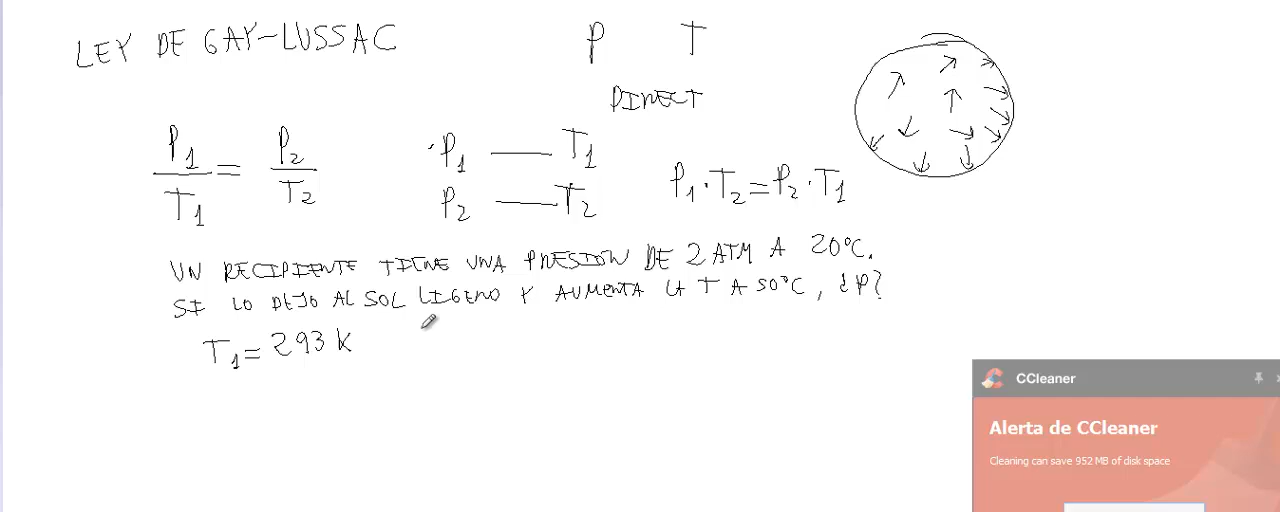 LEY DE GAY-LUSSAC
P T
DIRECT
P1/T1 = P2/T2
P1 — T1
P2 — T2
P1 · T2 = P2 · T1
UN RECIPIENTE TIENE UNA PRESIÓN DE 2 ATM A 20°C.
SI LO DEJO AL SOL LIGERO Y AUMENTA LA T A 50°C, ¿P?
T1 = 293 K
CCleaner
Alerta de CCleaner
Cleaning can save 952 MB of disk space